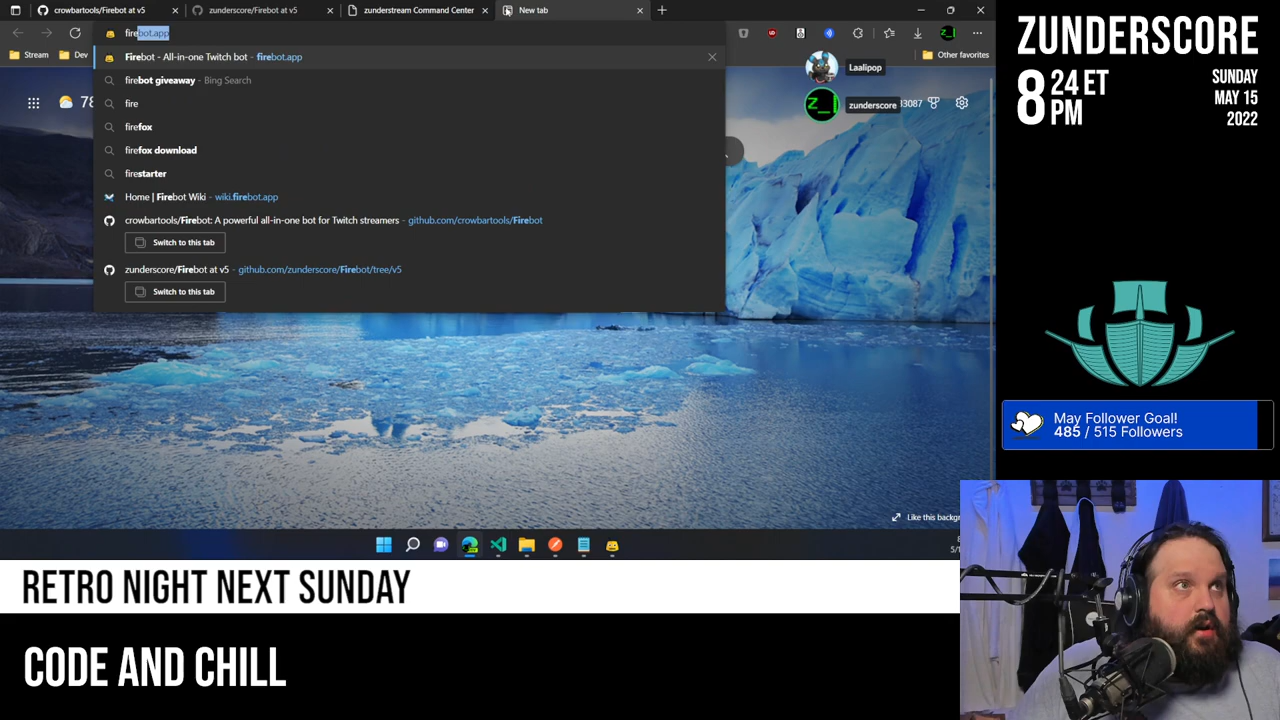 crowbartools/Firebot at v5
zunderscore/Firebot at v5
zunderstream Command Center
New tab
firebot.app
Stream
Dev
Other favorites
Firebot - All-in-one Twitch bot - firebot.app
firebot giveaway - Bing Search
fire
firefox
firefox download
firestarter
Home | Firebot Wiki - wiki.firebot.app
crowbartools/Firebot: A powerful all-in-one bot for Twitch streamers - github.com/crowbartools/Firebot
Switch to this tab
zunderscore/Firebot at v5 - github.com/zunderscore/Firebot/tree/v5
Switch to this tab
78
Laalipop
z_|
zunderscore
13087
Like this backgr
ZUNDERSCORE
8 24 ET
PM
SUNDAY
MAY 15
2022
May Follower Goal!
485 / 515 Followers
RETRO NIGHT NEXT SUNDAY
CODE AND CHILL